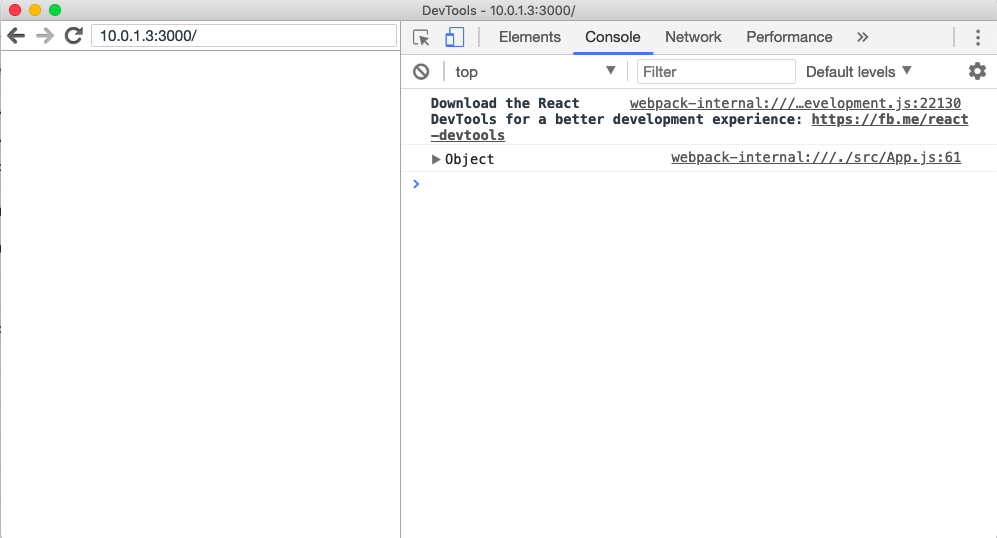 DevTools - 10.0.1.3:3000/
10.0.1.3:3000/
Elements Console Network Performance »
top Filter Default levels
Download the React webpack-internal:///…evelopment.js:22130
DevTools for a better development experience: https://fb.me/react
-devtools
Object webpack-internal:///./src/App.js:61